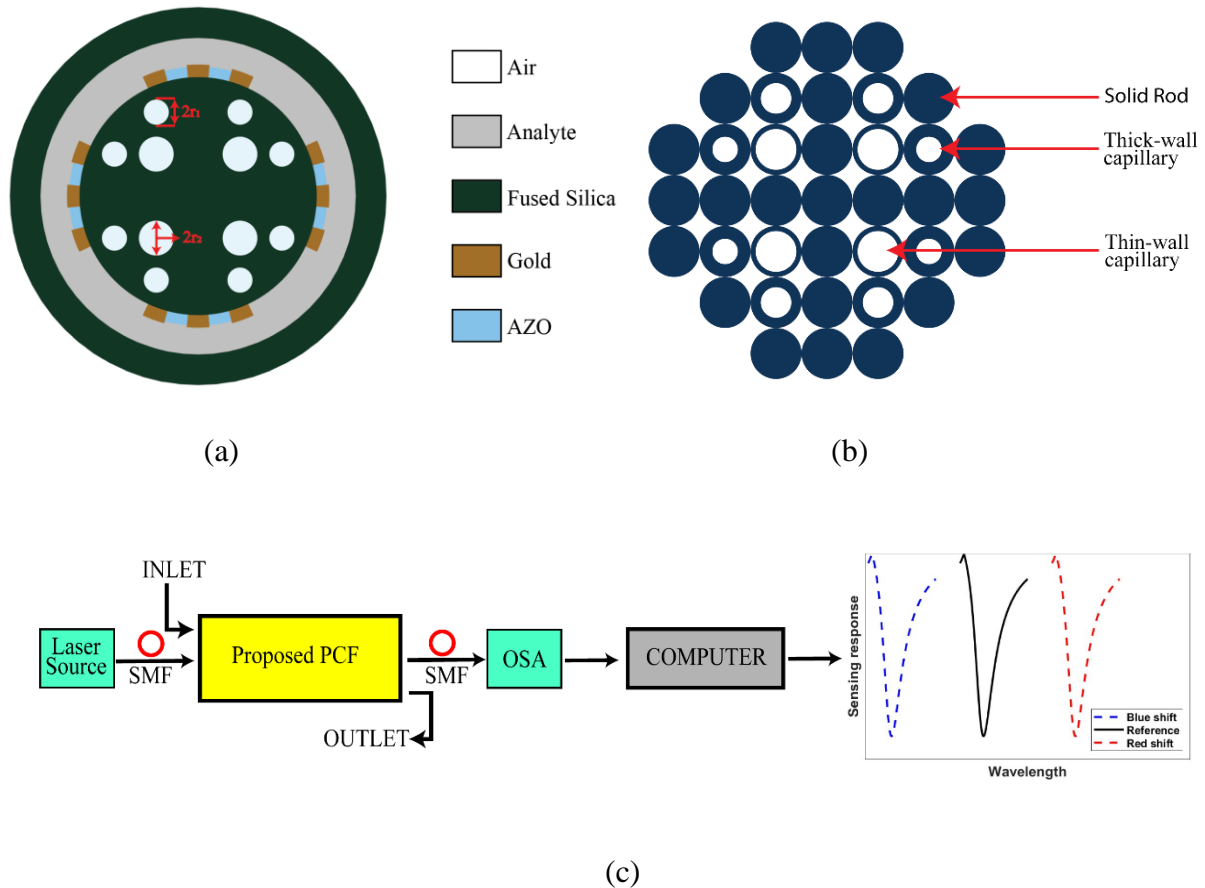 2r₁
2r₂
Air
Analyte
Fused Silica
Gold
AZO
Solid Rod
Thick-wall
capillary
Thin-wall
capillary
(a)
(b)
INLET
Laser
Source
SMF
Proposed PCF
SMF
OSA
COMPUTER
OUTLET
Sensing response
Blue shift
Reference
Red shift
Wavelength
(c)